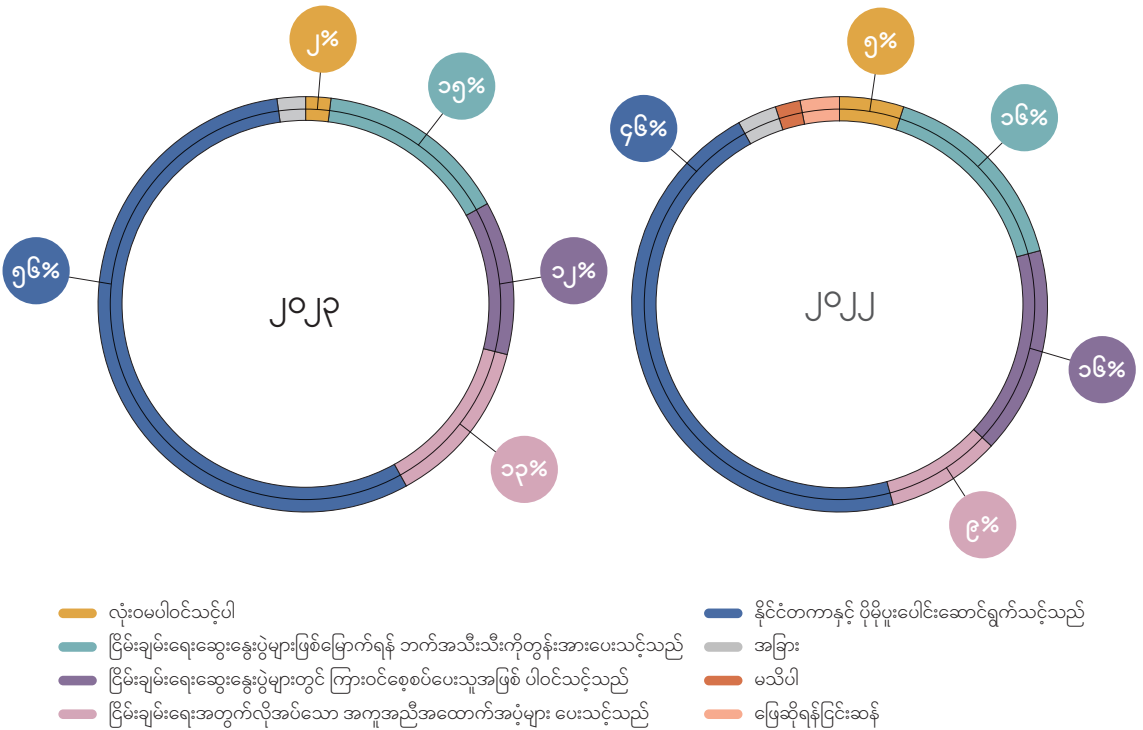 ၂%
၁၅%
၅၆%
၁၂%
၂၀၂၃
၁၃%
၅%
၄၆%
၁၆%
၂၀၂၂
၁၆%
၉%
လုံးဝမပါဝင်သင့်ပါ
ငြိမ်းချမ်းရေးဆွေးနွေးပွဲများဖြစ်မြောက်ရန် ဘက်အသီးသီးကိုတွန်းအားပေးသင့်သည်
ငြိမ်းချမ်းရေးဆွေးနွေးပွဲများတွင် ကြားဝင်စေ့စပ်ပေးသူအဖြစ် ပါဝင်သင့်သည်
ငြိမ်းချမ်းရေးအတွက်လိုအပ်သော အကူအညီအထောက်အပံ့များ ပေးသင့်သည်
နိုင်ငံတကာနှင့် ပိုမိုပူးပေါင်းဆောင်ရွက်သင့်သည်
အခြား
မသိပါ
ဖြေဆိုရန်ငြင်းဆန်